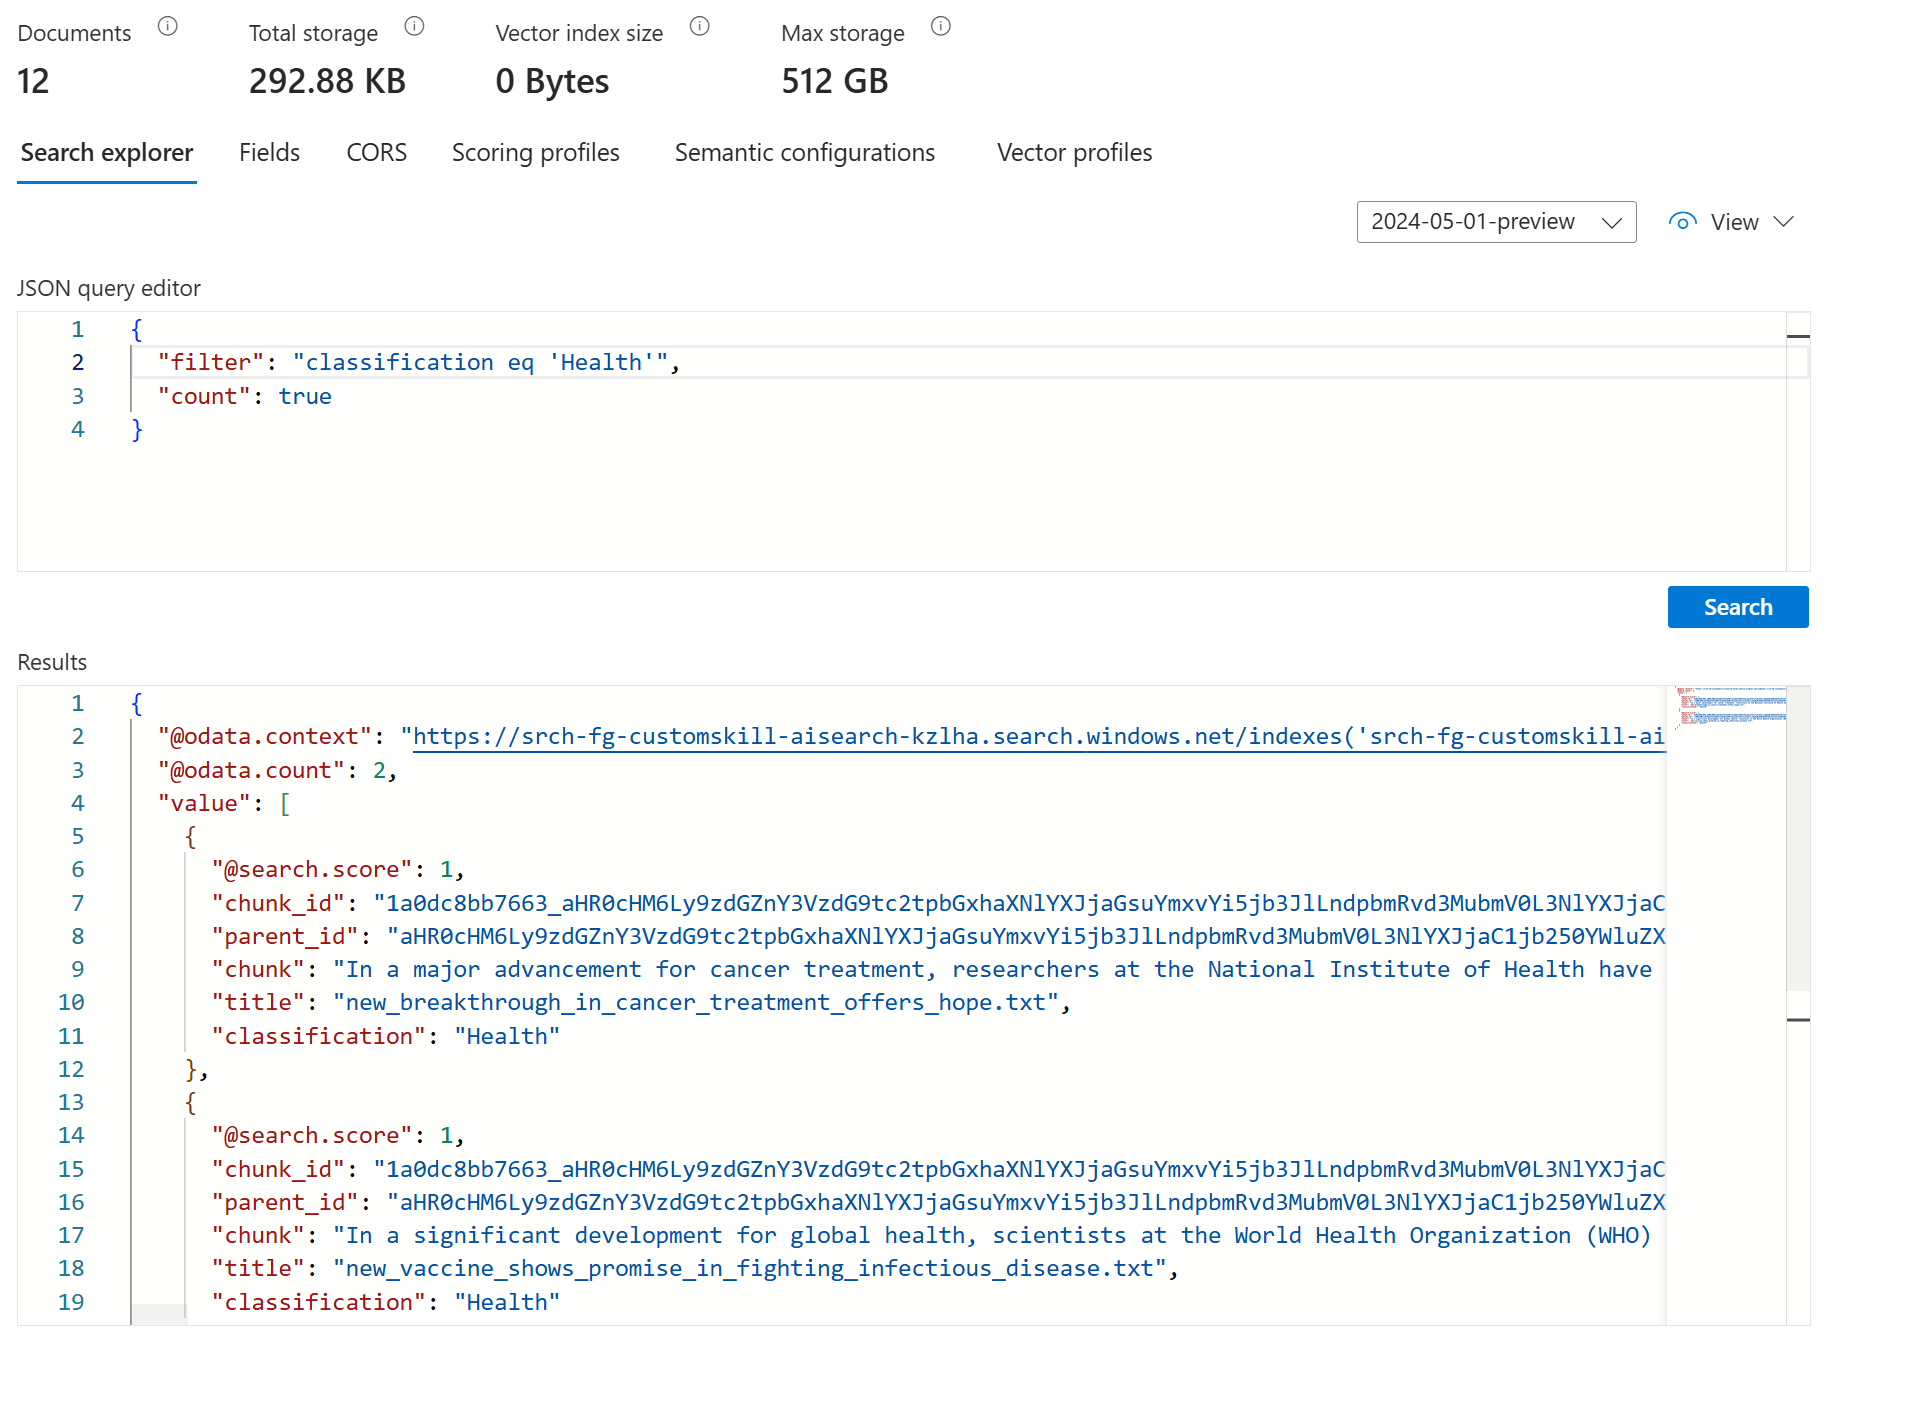 Documents
Total storage
Vector index size
Max storage
12
292.88 KB
0 Bytes
512 GB
Search explorer
Fields
CORS
Scoring profiles
Semantic configurations
Vector profiles
2024-05-01-preview
View
JSON query editor
1 {
2 "filter": "classification eq 'Health'",
3 "count": true
4 }
Search
Results
1 {
2 "@odata.context": "https://srch-fg-customskill-aisearch-kzlha.search.windows.net/indexes('srch-fg-customskill-ai
3 "@odata.count": 2,
4 "value": [
5 {
6 "@search.score": 1,
7 "chunk_id": "1a0dc8bb7663_aHR0cHM6Ly9zdGZnY3VzdG9tc2tpbGxhaXNlYXJjaGsuYmxvYi5jb3JlLndpbmRvd3MubmV0L3NlYXJjaC
8 "parent_id": "aHR0cHM6Ly9zdGZnY3VzdG9tc2tpbGxhaXNlYXJjaGsuYmxvYi5jb3JlLndpbmRvd3MubmV0L3NlYXJjaC1jb250YWluZX
9 "chunk": "In a major advancement for cancer treatment, researchers at the National Institute of Health have
10 "title": "new_breakthrough_in_cancer_treatment_offers_hope.txt",
11 "classification": "Health"
12 },
13 {
14 "@search.score": 1,
15 "chunk_id": "1a0dc8bb7663_aHR0cHM6Ly9zdGZnY3VzdG9tc2tpbGxhaXNlYXJjaGsuYmxvYi5jb3JlLndpbmRvd3MubmV0L3NlYXJjaC
16 "parent_id": "aHR0cHM6Ly9zdGZnY3VzdG9tc2tpbGxhaXNlYXJjaGsuYmxvYi5jb3JlLndpbmRvd3MubmV0L3NlYXJjaC1jb250YWluZX
17 "chunk": "In a significant development for global health, scientists at the World Health Organization (WHO)
18 "title": "new_vaccine_shows_promise_in_fighting_infectious_disease.txt",
19 "classification": "Health"